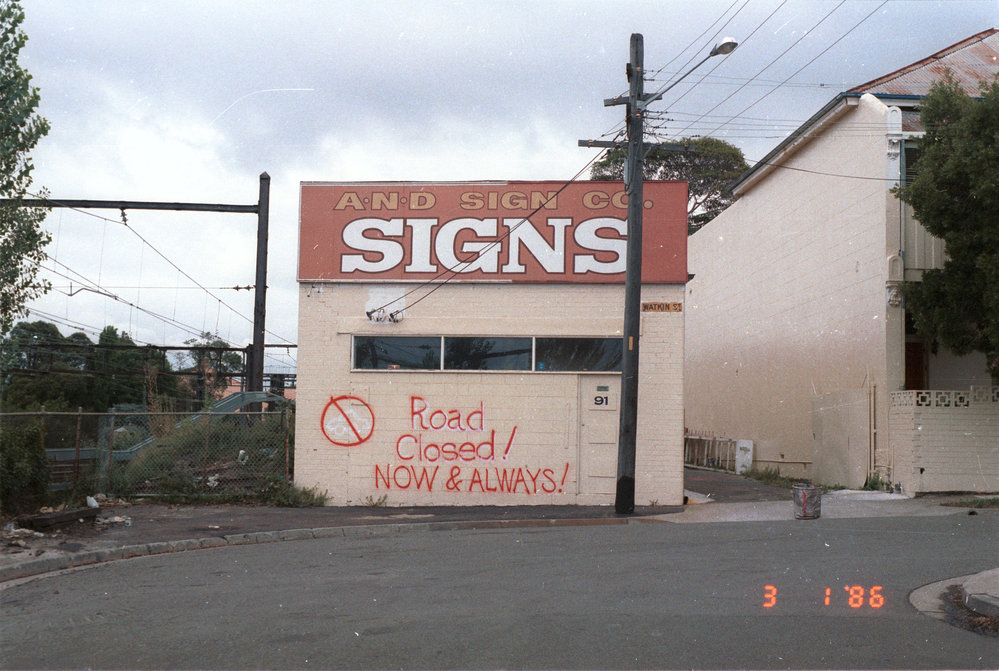 A·N·D SIGN CO.
SIGNS
WATKIN ST
91
Road
Closed!
NOW & ALWAYS!
3 1 '86